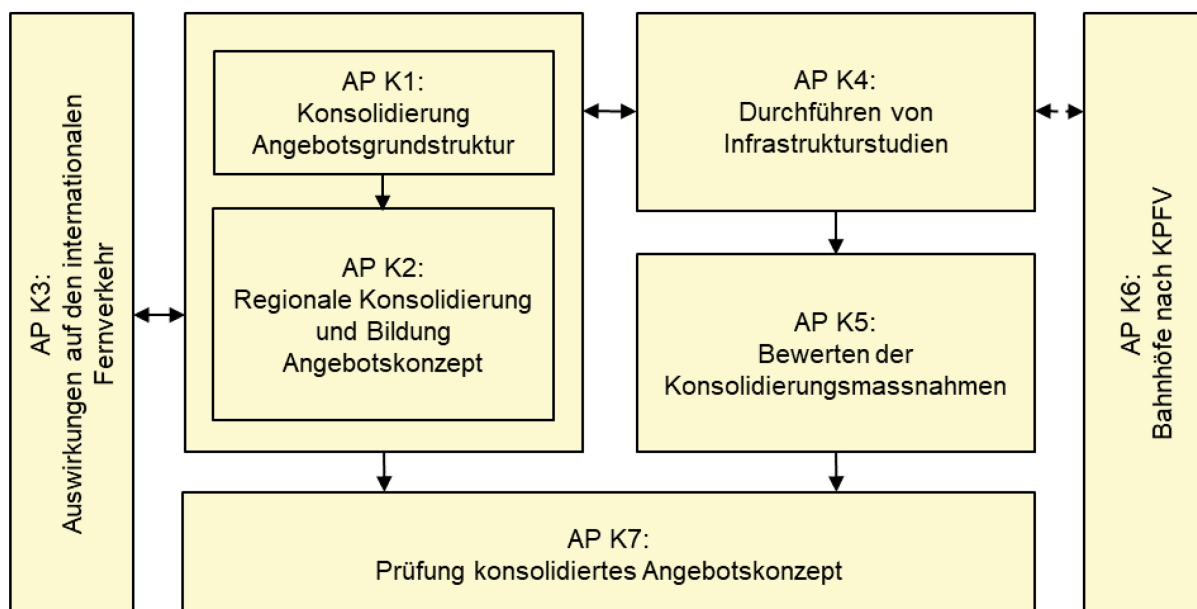 AP K3:
Auswirkungen auf den internationalen
Fernverkehr
AP K1:
Konsolidierung
Angebotsgrundstruktur
AP K2:
Regionale Konsolidierung
und Bildung
Angebotskonzept
AP K4:
Durchführen von
Infrastrukturstudien
AP K5:
Bewerten der
Konsolidierungsmassnahmen
AP K6:
Bahnhöfe nach KPFV
AP K7:
Prüfung konsolidiertes Angebotskonzept